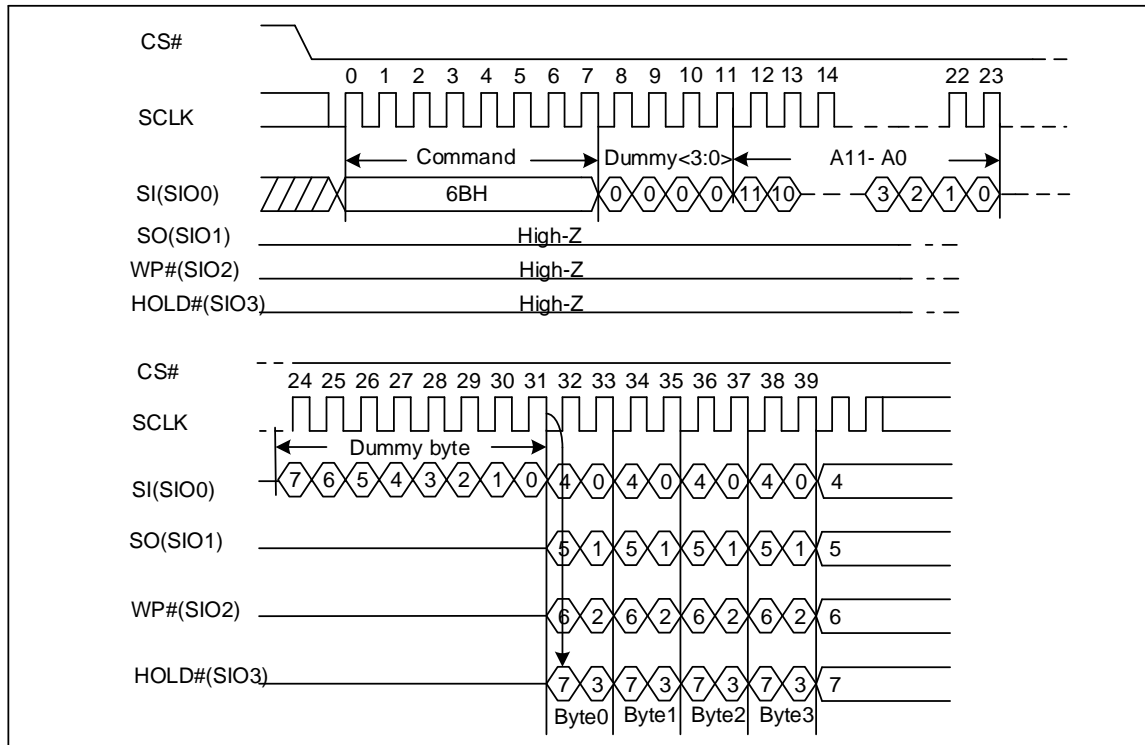 CS#
0 1 2 3 4 5 6 7 8 9 10 11 12 13 14 22 23
SCLK
Command Dummy<3:0> A11- A0
SI(SIO0) 6BH 0 0 0 0 11 10 3 2 1 0
SO(SIO1) High-Z
WP#(SIO2) High-Z
HOLD#(SIO3) High-Z
CS#
24 25 26 27 28 29 30 31 32 33 34 35 36 37 38 39
SCLK
Dummy byte
SI(SIO0) 7 6 5 4 3 2 1 0 4 0 4 0 4 0 4 0 4
SO(SIO1) 5 1 5 1 5 1 5 1 5
WP#(SIO2) 6 2 6 2 6 2 6 2 6
HOLD#(SIO3) 7 3 7 3 7 3 7 3 7
Byte0 Byte1 Byte2 Byte3